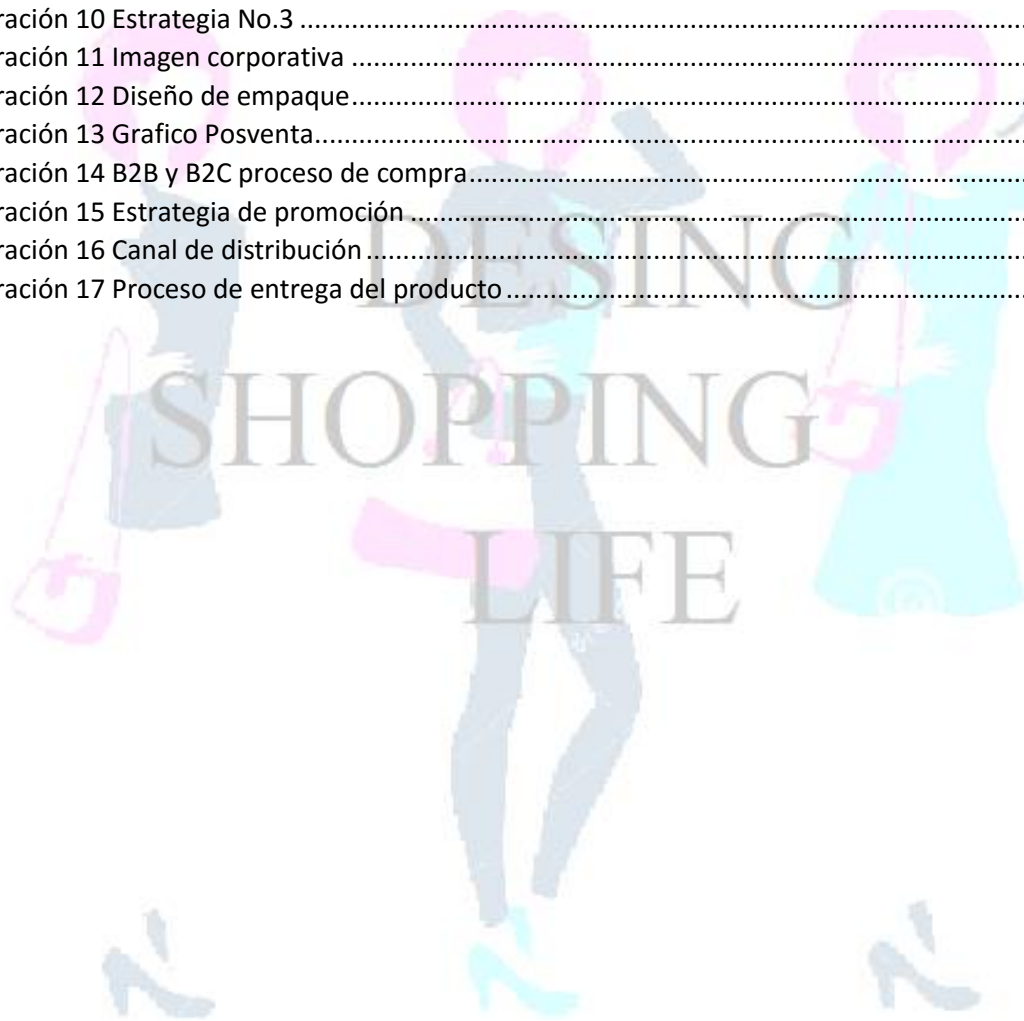 ración 10 Estrategia No.3 ........................................................................................................
ración 11 Imagen corporativa .................................................................................................
ración 12 Diseño de empaque.................................................................................................
ración 13 Grafico Posventa......................................................................................................
ración 14 B2B y B2C proceso de compra................................................................................
ración 15 Estrategia de promoción .........................................................................................
ración 16 Canal de distribución ...............................................................................................
ración 17 Proceso de entrega del producto ...........................................................................
DESING
SHOPPING
LIFE